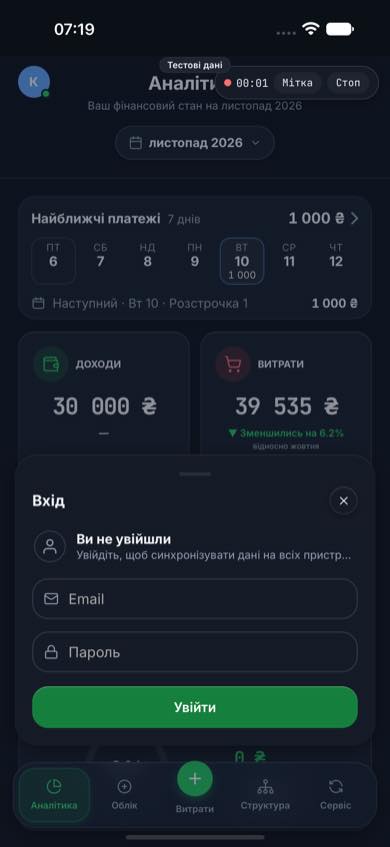 07:19
Тестові дані
К
Аналіти
00:01
Мітка
Стоп
Ваш фінансовий стан на листопад 2026
листопад 2026
Найближчі платежі 7 днів 1 000 ₴
ПТ СБ НД ПН ВТ СР ЧТ
6 7 8 9 10 11 12
1 000
Наступний · Вт 10 · Розстрочка 1 1 000 ₴
ДОХОДИ
ВИТРАТИ
30 000 ₴
39 535 ₴
—
▼ Зменшились на 6.2%
відносно жовтня
Вхід
Ви не увійшли
Увійдіть, щоб синхронізувати дані на всіх пристр...
Email
Пароль
Увійти
0 ₴
Аналітика
Облік
Витрати
Структура
Сервіс